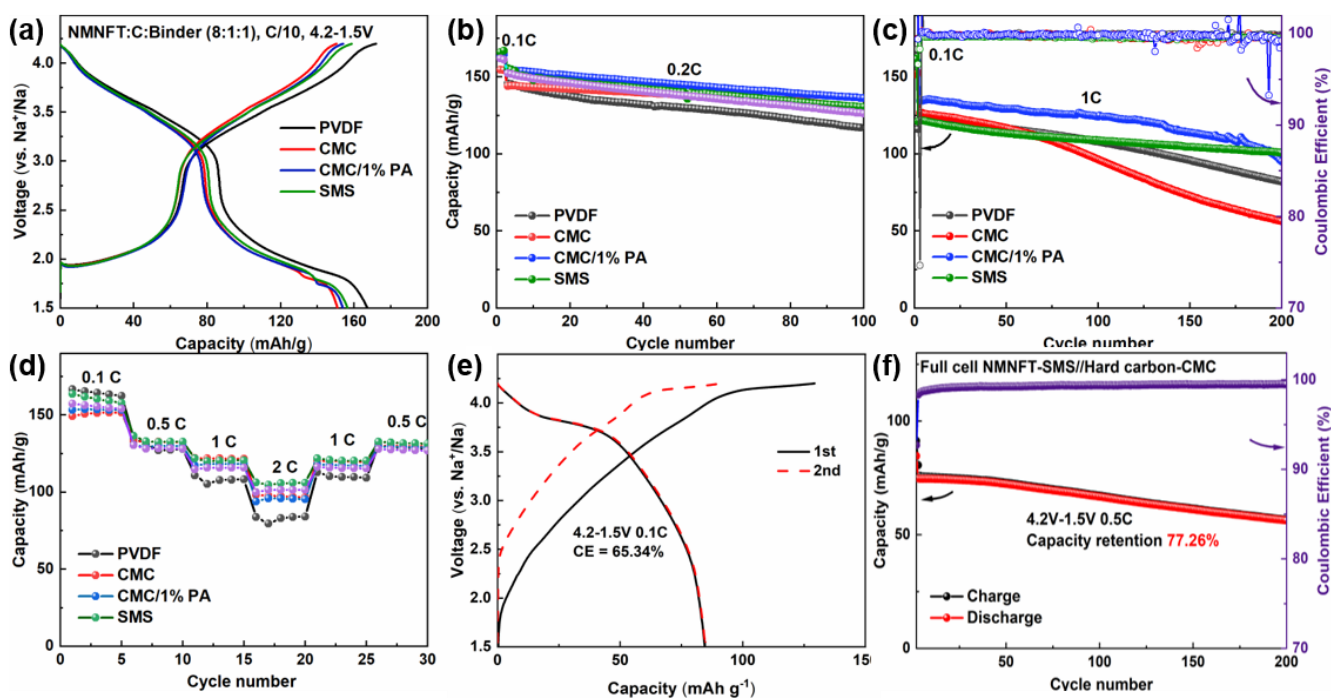 (a)
NMNFT:C:Binder (8:1:1), C/10, 4.2-1.5V
4.0
3.5
3.0
2.5
2.0
1.5
Voltage (vs. Na⁺/Na)
PVDF
CMC
CMC/1% PA
SMS
0 40 80 120 160 200
Capacity (mAh/g)
(b)
0.1C
0.2C
150
100
50
0
Capacity (mAh/g)
PVDF
CMC
CMC/1% PA
SMS
20 40 60 80 100
Cycle number
(c)
0.1C
1C
150
100
50
0
Capacity (mAh/g)
PVDF
CMC
CMC/1% PA
SMS
0 50 100 150 200
Cycle number
100
90
80
70
Coulombic Efficient (%)
(d)
0.1 C
0.5 C
1 C
2 C
1 C
0.5 C
150
100
50
0
Capacity (mAh/g)
PVDF
CMC
CMC/1% PA
SMS
0 5 10 15 20 25 30
Cycle number
(e)
4.0
3.5
3.0
2.5
2.0
1.5
Voltage (vs. Na⁺/Na)
1st
2nd
4.2-1.5V 0.1C
CE = 65.34%
0 50 100 150
Capacity (mAh g⁻¹)
(f)
Full cell NMNFT-SMS//Hard carbon-CMC
100
50
0
Capacity (mAh/g)
4.2V-1.5V 0.5C
Capacity retention 77.26%
Charge
Discharge
50 100 150 200
Cycle number
100
90
80
70
Coulombic Efficient (%)